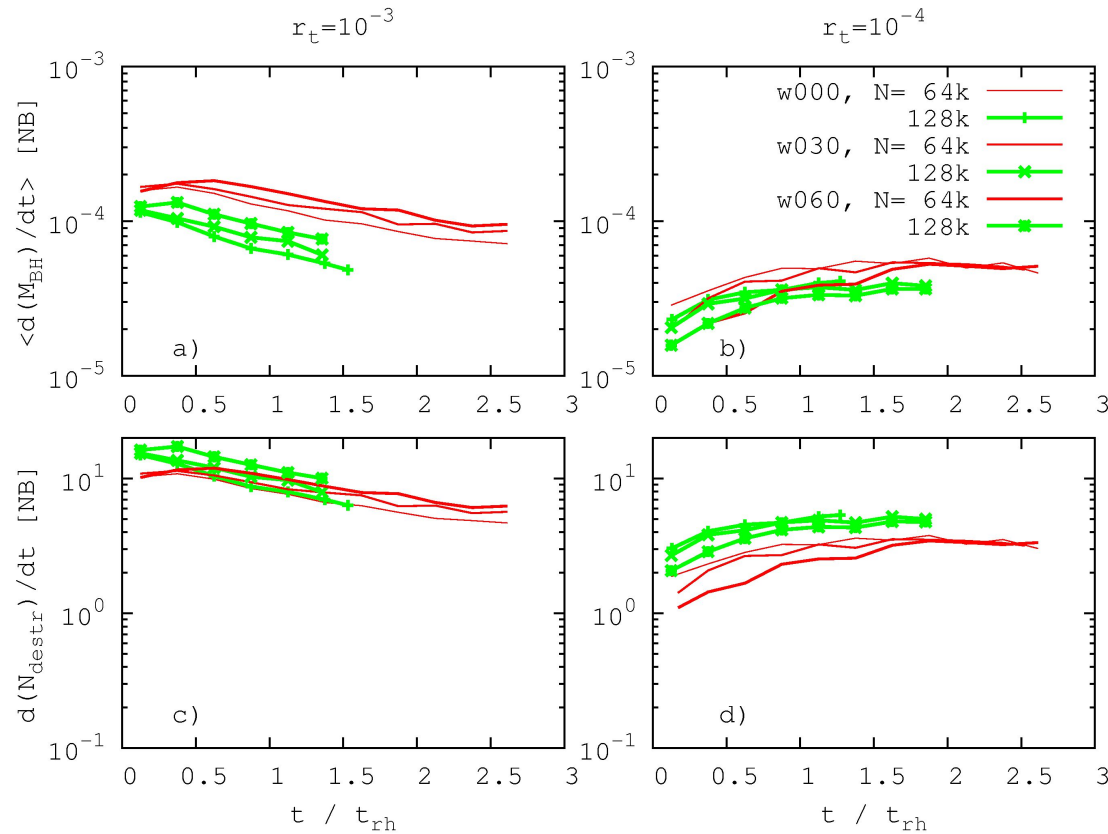 r_t=10^-3
r_t=10^-4
<d(M_BH)/dt> [NB]
10^-3
10^-4
10^-5
a)
0 0.5 1 1.5 2 2.5 3
10^-3
10^-4
10^-5
w000, N= 64k
128k
w030, N= 64k
128k
w060, N= 64k
128k
b)
0 0.5 1 1.5 2 2.5 3
d(N_destr)/dt [NB]
10^1
10^0
10^-1
c)
0 0.5 1 1.5 2 2.5 3
t / t_rh
10^1
10^0
10^-1
d)
0 0.5 1 1.5 2 2.5 3
t / t_rh